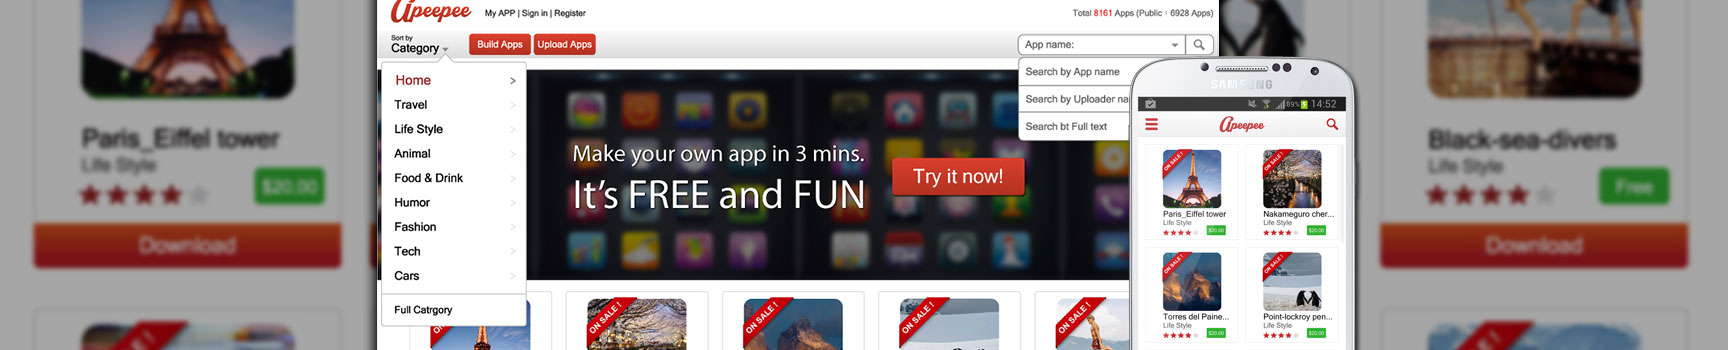 Apeepee
My APP | Sign in | Register
Total 8161 Apps (Public : 6928 Apps)
Sort by
Category
Build Apps
Upload Apps
App name:
Search by App name
Search by Uploader na
Search bt Full text
Home
Travel
Life Style
Animal
Food & Drink
Humor
Fashion
Tech
Cars
Full Catrgory
Make your own app in 3 mins.
It's FREE and FUN
Try it now!
ON SALE !
ON SALE !
ON SALE !
ON SALE !
SAMSUNG
89% 14:52
Apeepee
ON SALE !
Paris_Eiffel tower
Life Style
$20.00
ON SALE !
Nakameguro cher...
Life Style
$20.00
Torres del Paine...
Life Style
$20.00
ON SALE !
Point-lockroy pen...
Life Style
$20.00
Paris_Eiffel tower
Life Style
$20.00
Download
ON SALE !
Black-sea-divers
Life Style
Free
Download
ON SALE !